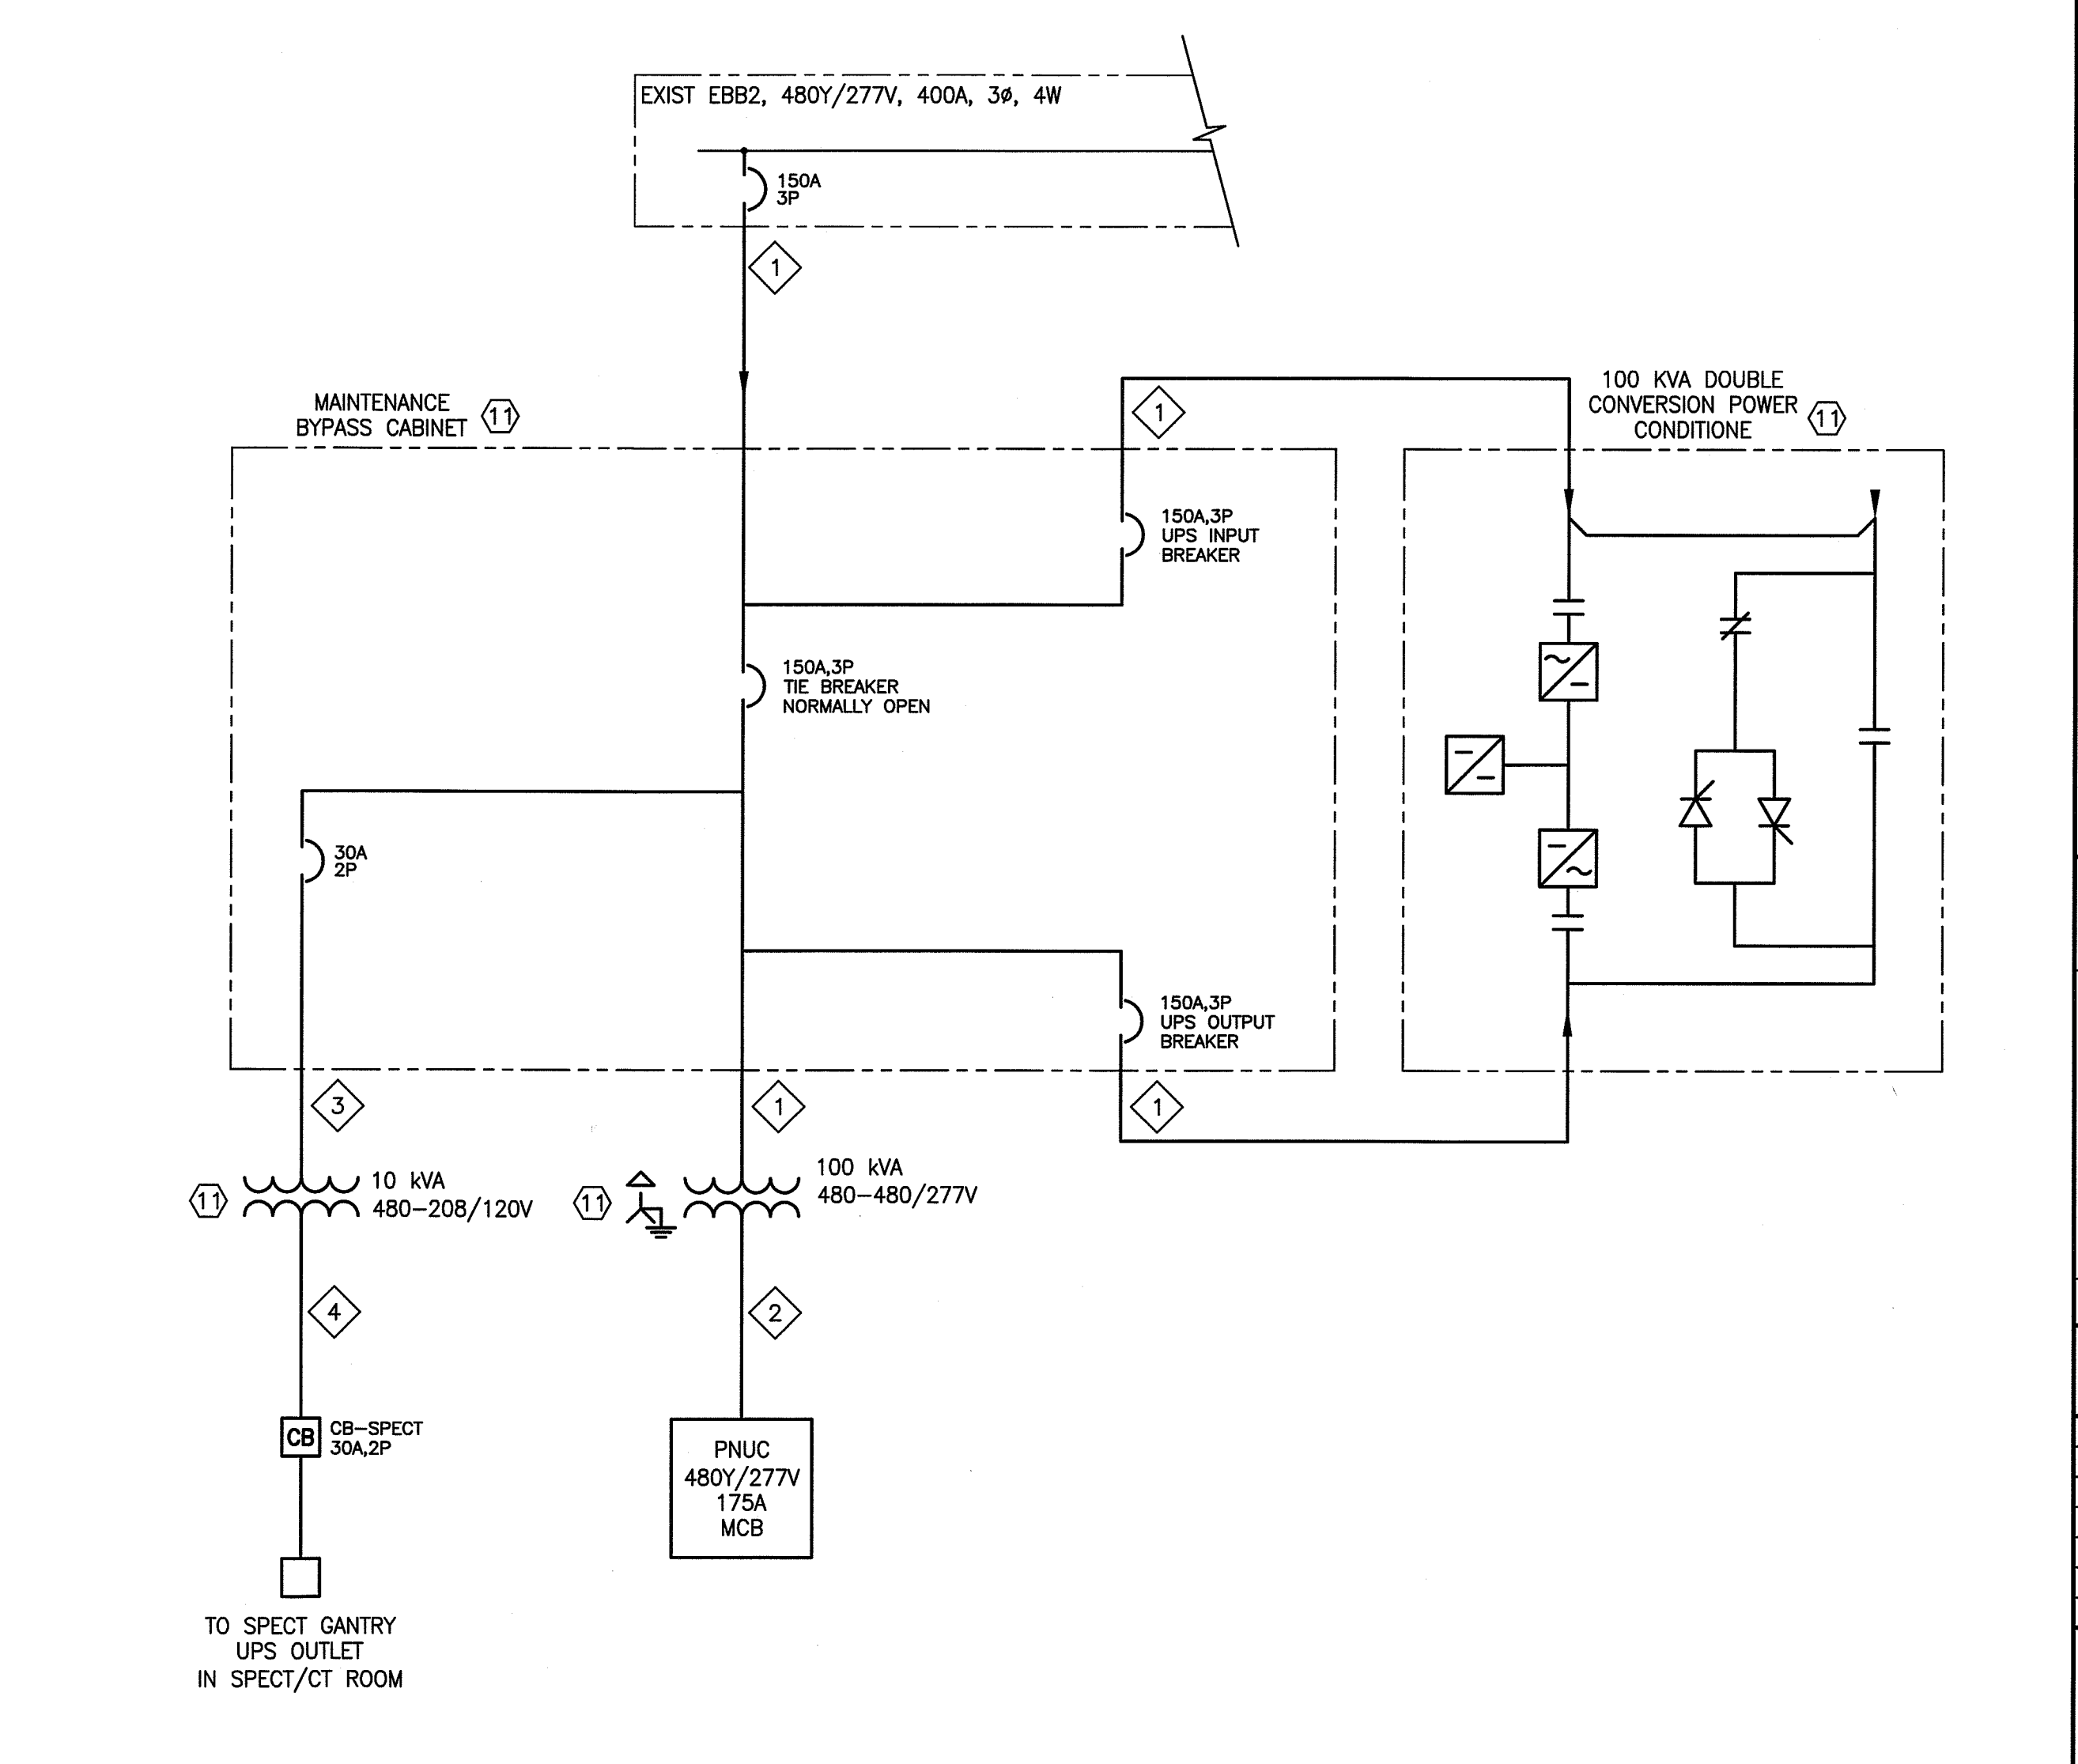 EXIST EBB2, 480Y/277V, 400A, 3ø, 4W
150A
3P
1
MAINTENANCE
BYPASS CABINET
11
1
100 KVA DOUBLE
CONVERSION POWER
CONDITIONE
11
150A,3P
UPS INPUT
BREAKER
150A,3P
TIE BREAKER
NORMALLY OPEN
30A
2P
150A,3P
UPS OUTPUT
BREAKER
3
1
1
11
10 kVA
480-208/120V
11
100 kVA
480-480/277V
4
2
CB
CB-SPECT
30A,2P
PNUC
480Y/277V
175A
MCB
TO SPECT GANTRY
UPS OUTLET
IN SPECT/CT ROOM